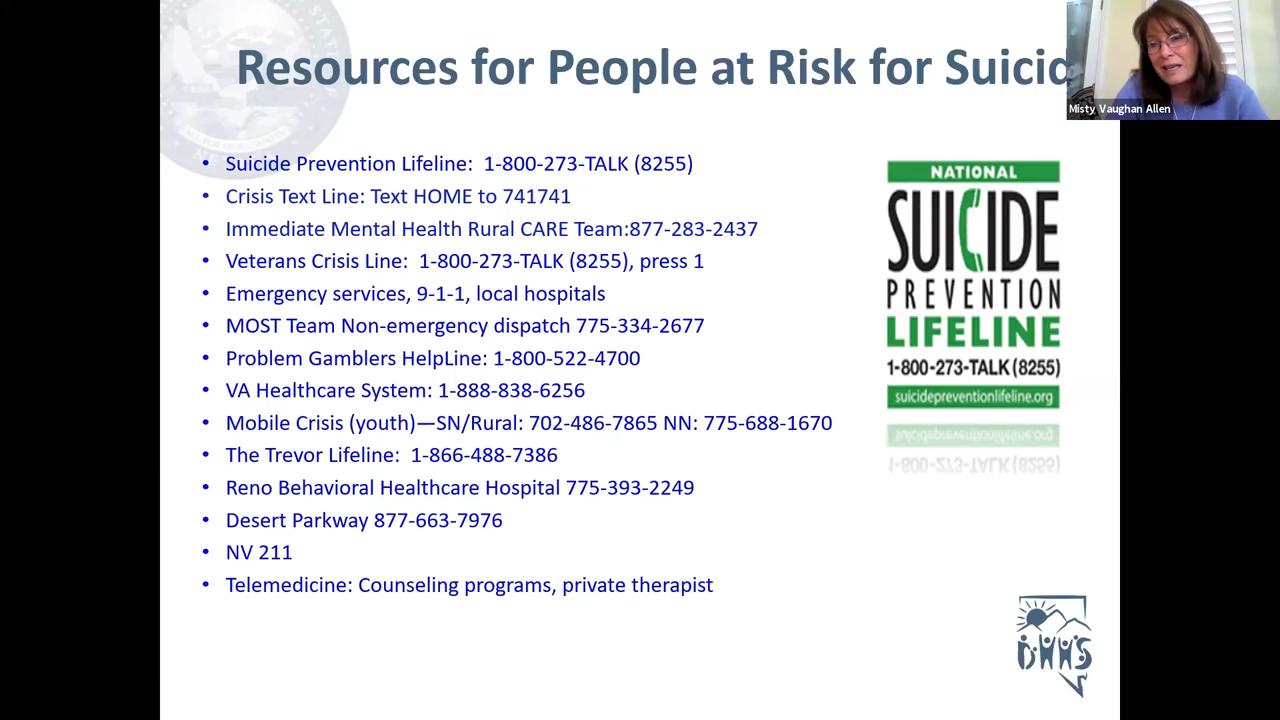 Resources for People at Risk for Suicid
Misty Vaughan Allen
• Suicide Prevention Lifeline: 1-800-273-TALK (8255)
• Crisis Text Line: Text HOME to 741741
• Immediate Mental Health Rural CARE Team:877-283-2437
• Veterans Crisis Line: 1-800-273-TALK (8255), press 1
• Emergency services, 9-1-1, local hospitals
• MOST Team Non-emergency dispatch 775-334-2677
• Problem Gamblers HelpLine: 1-800-522-4700
• VA Healthcare System: 1-888-838-6256
• Mobile Crisis (youth)—SN/Rural: 702-486-7865 NN: 775-688-1670
• The Trevor Lifeline: 1-866-488-7386
• Reno Behavioral Healthcare Hospital 775-393-2249
• Desert Parkway 877-663-7976
• NV 211
• Telemedicine: Counseling programs, private therapist
NATIONAL
SUICIDE
PREVENTION
LIFELINE
1-800-273-TALK (8255)
suicidepreventionlifeline.org
DHHS